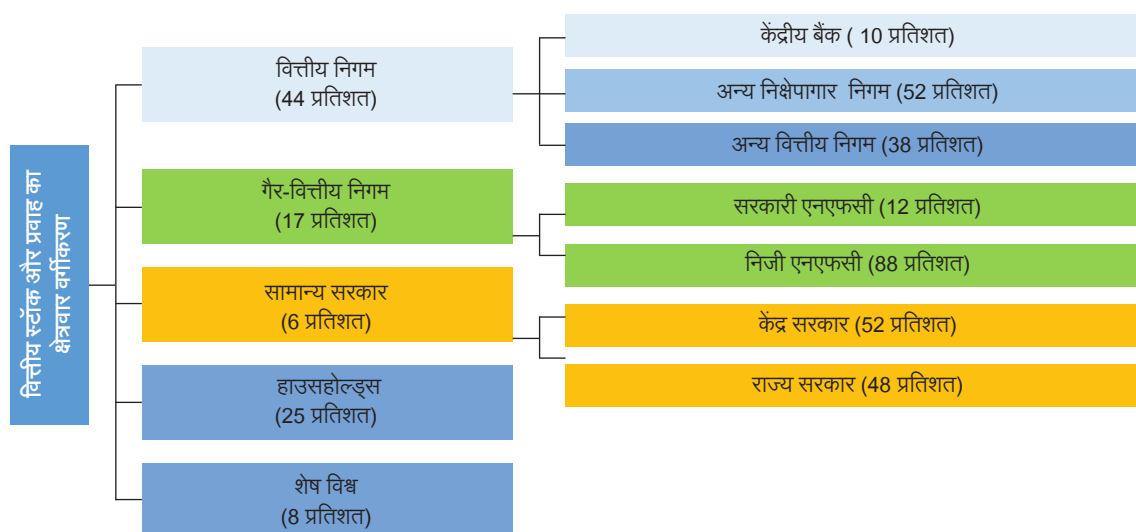 वित्तीय स्टॉक और प्रवाह का
क्षेत्रवार वर्गीकरण
वित्तीय निगम
(44 प्रतिशत)
केंद्रीय बैंक ( 10 प्रतिशत)
अन्य निक्षेपागार निगम (52 प्रतिशत)
अन्य वित्तीय निगम (38 प्रतिशत)
गैर-वित्तीय निगम
(17 प्रतिशत)
सरकारी एनएफसी (12 प्रतिशत)
निजी एनएफसी (88 प्रतिशत)
सामान्य सरकार
(6 प्रतिशत)
केंद्र सरकार (52 प्रतिशत)
राज्य सरकार (48 प्रतिशत)
हाउसहोल्ड्स
(25 प्रतिशत)
शेष विश्व
(8 प्रतिशत)